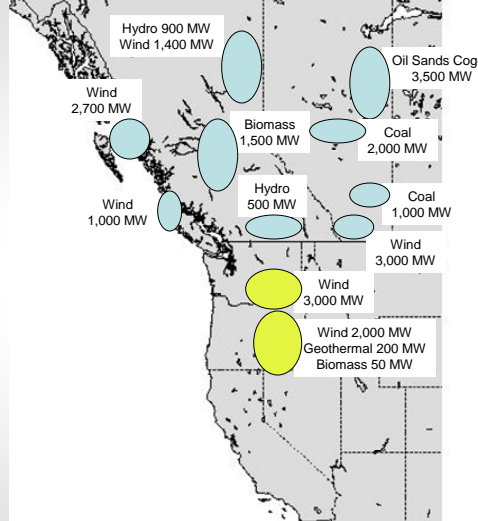 Hydro 900 MW
Wind 1,400 MW
Oil Sands Cog
3,500 MW
Wind
2,700 MW
Biomass
1,500 MW
Coal
2,000 MW
Hydro
500 MW
Coal
1,000 MW
Wind
1,000 MW
Wind
3,000 MW
Wind
3,000 MW
Wind 2,000 MW
Geothermal 200 MW
Biomass 50 MW